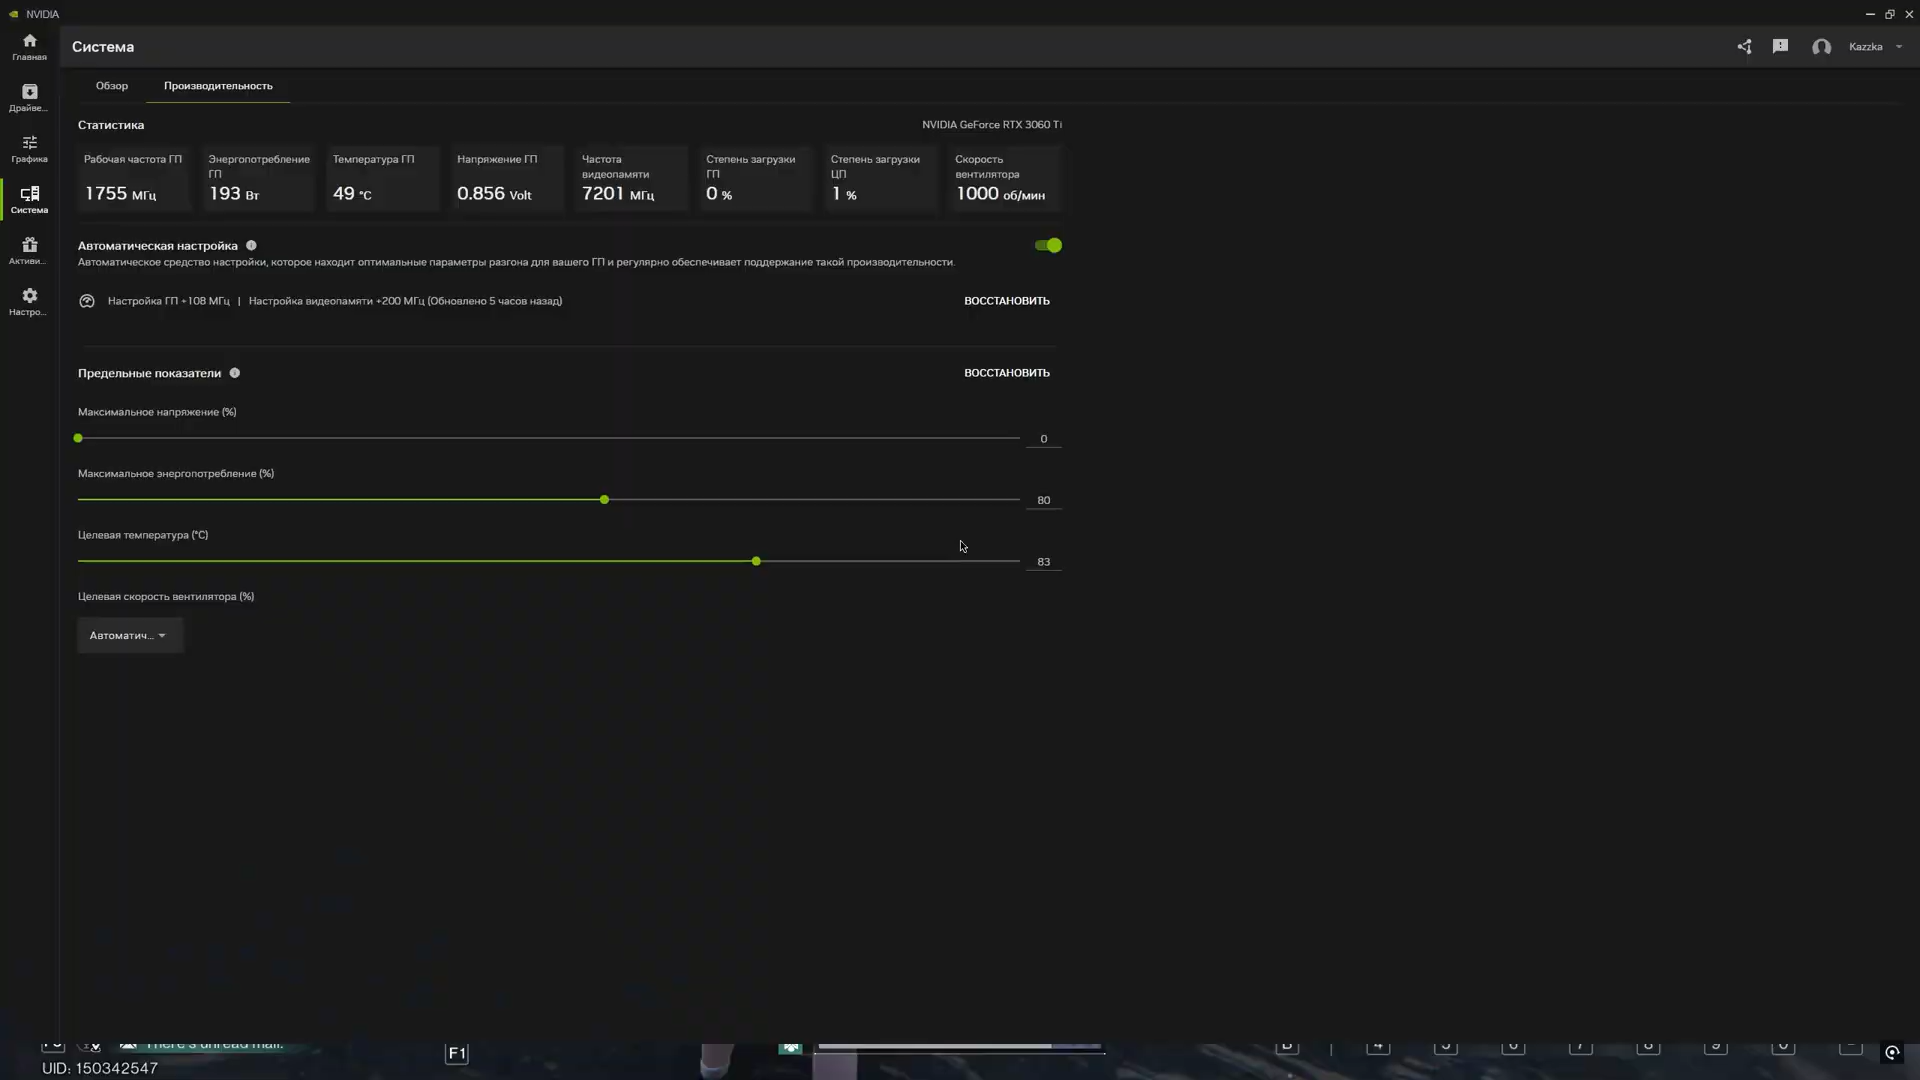 NVIDIA
Главная
Драйве...
Графика
Система
Активи...
Настро...
Система
Kazzka
Обзор
Производительность
Статистика
NVIDIA GeForce RTX 3060 Ti
Рабочая частота ГП
1755 МГц
Энергопотребление ГП
193 Вт
Температура ГП
49 °C
Напряжение ГП
0.856 Volt
Частота видеопамяти
7201 МГц
Степень загрузки ГП
0 %
Степень загрузки ЦП
1 %
Скорость вентилятора
1000 об/мин
Автоматическая настройка
Автоматическое средство настройки, которое находит оптимальные параметры разгона для вашего ГП и регулярно обеспечивает поддержание такой производительности.
Настройка ГП +108 МГц | Настройка видеопамяти +200 МГц (Обновлено 5 часов назад)
ВОССТАНОВИТЬ
Предельные показатели
ВОССТАНОВИТЬ
Максимальное напряжение (%)
0
Максимальное энергопотребление (%)
80
Целевая температура (°C)
83
Целевая скорость вентилятора (%)
Автоматич...
There's unread mail.
F1
UID: 150342547